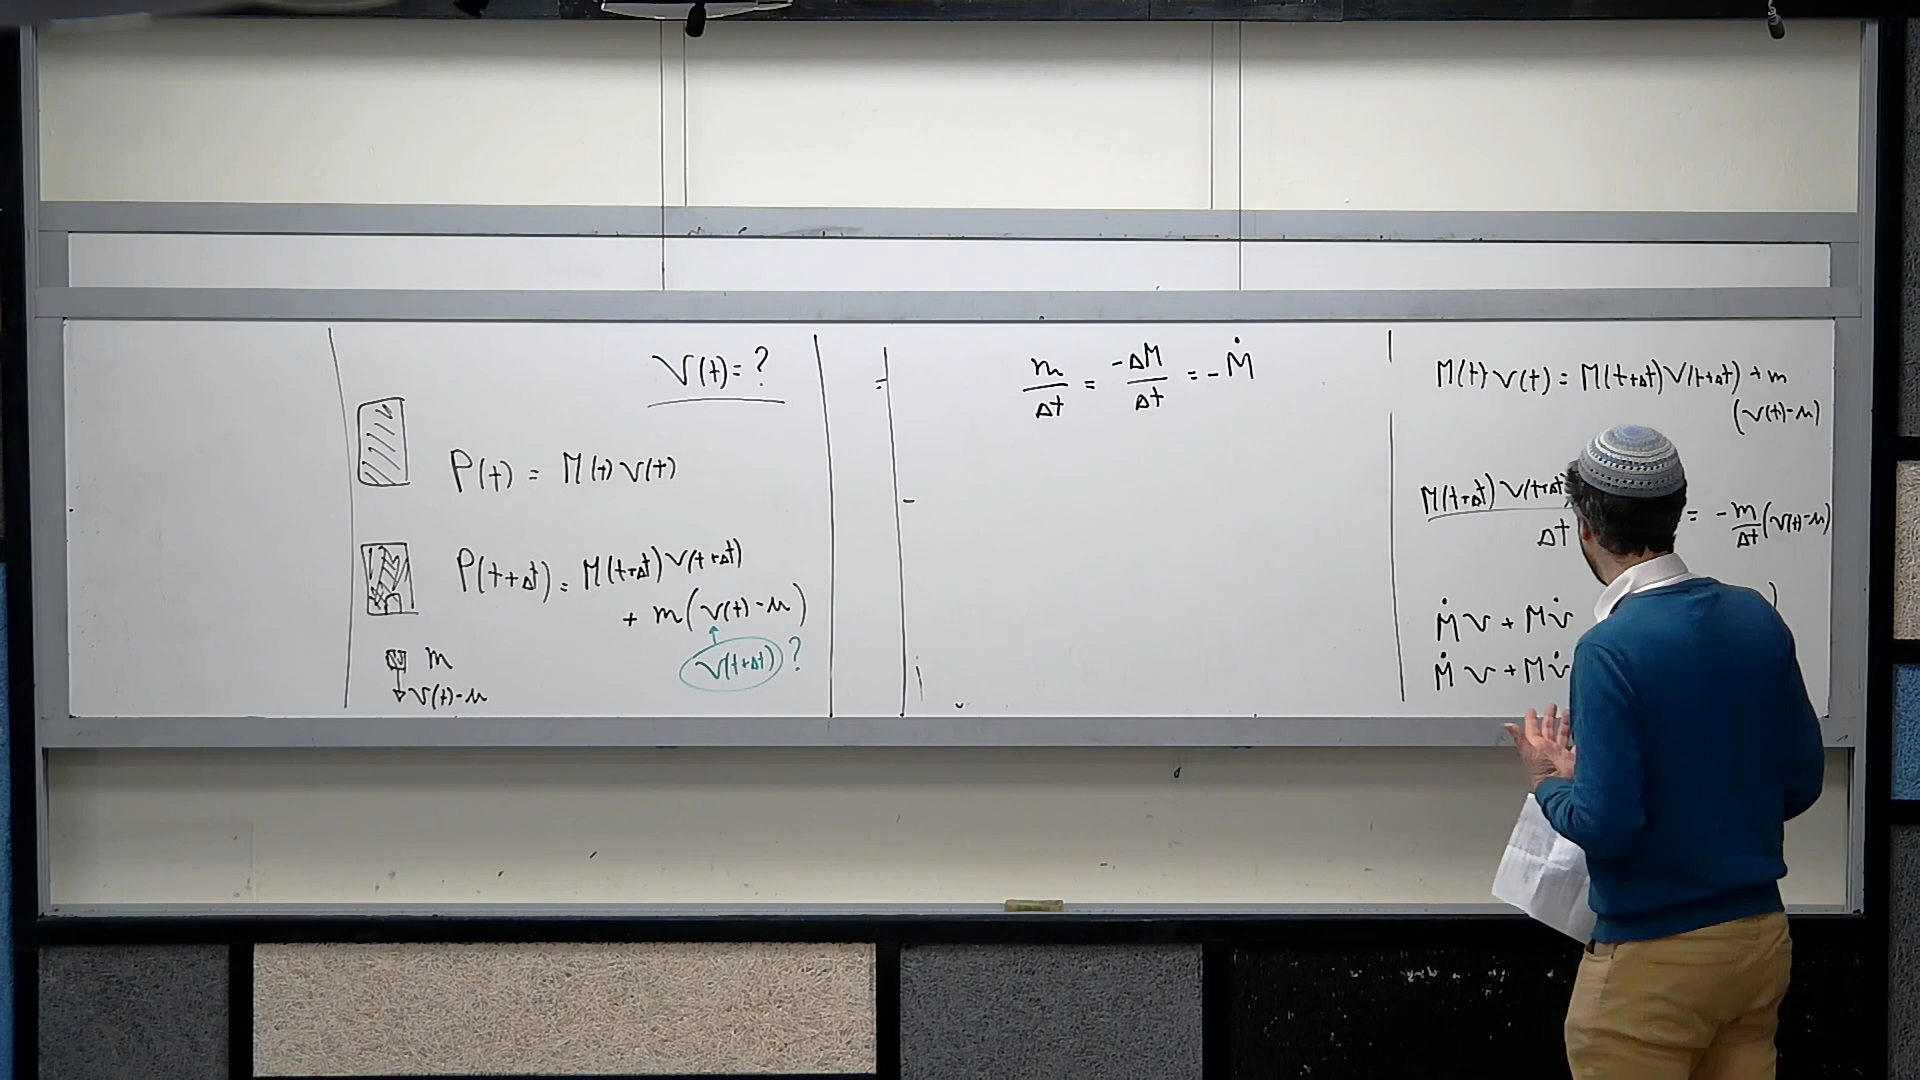 V(t)=?
P(t) = M(t) v(t)
P(t+Δt) = M(t+Δt) v(t+Δt)
+ m(v(t)-u)
v(t+Δt) ?
m
v(t)-u
m/Δt = -ΔM/Δt = -Ṁ
M(t) v(t) = M(t+Δt) v(t+Δt) + m
(v(t)-u)
M(t+Δt) v(t+Δt)
Δt
= -m/Δt (v(t)-u)
Ṁ v + M v̇
Ṁ v + M v̇